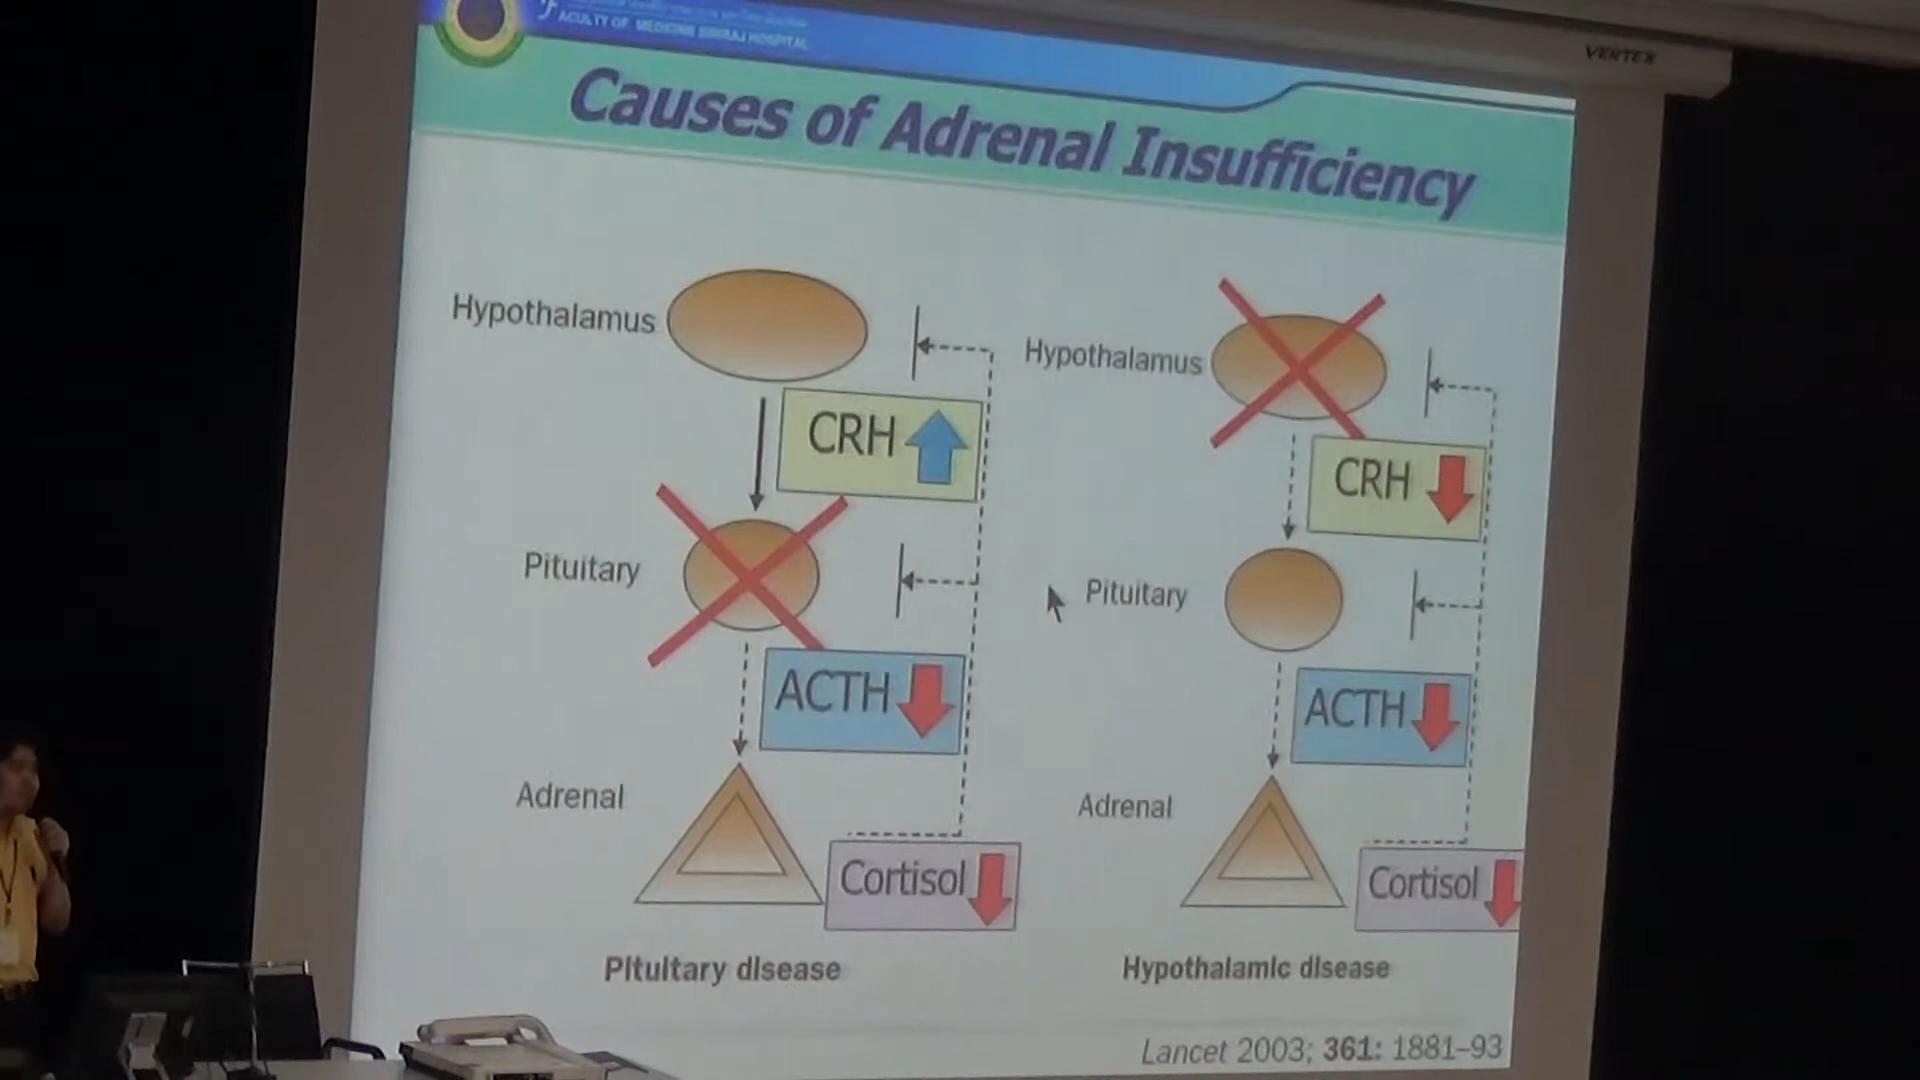 FACULTY OF MEDICINE SIRIRAJ HOSPITAL
VERTEX
Causes of Adrenal Insufficiency
Hypothalamus
CRH
Pituitary
ACTH
Adrenal
Cortisol
Pituitary disease
Hypothalamus
CRH
Pituitary
ACTH
Adrenal
Cortisol
Hypothalamic disease
Lancet 2003; 361: 1881–93